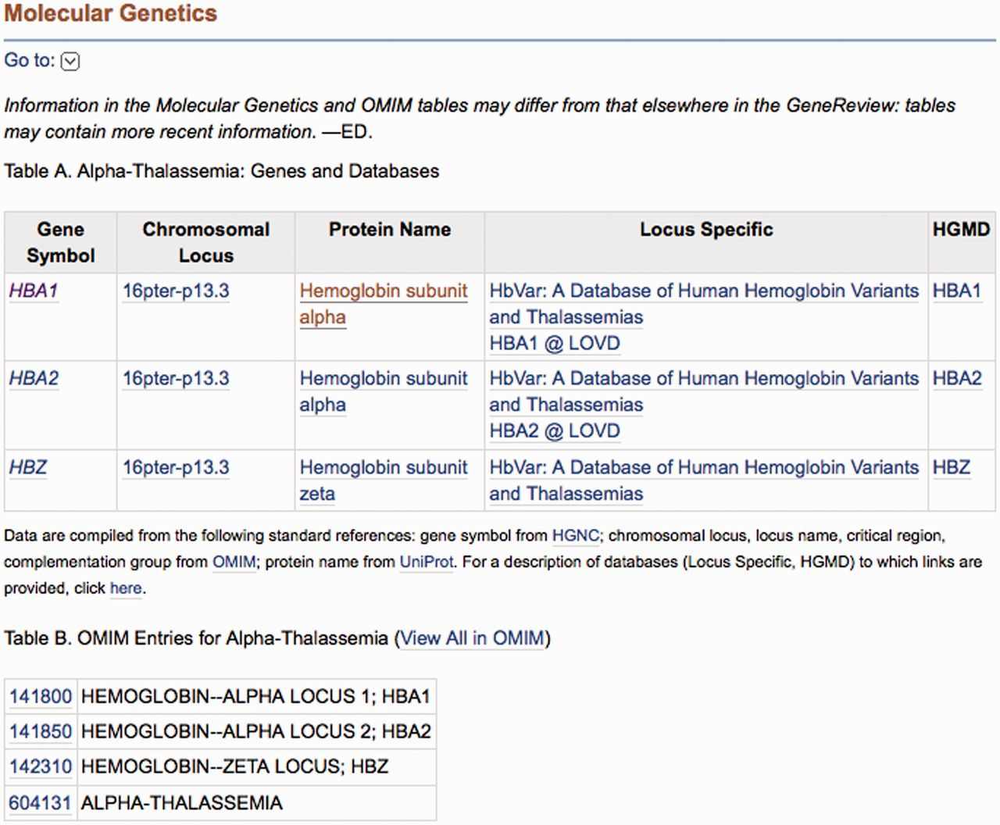 Molecular Genetics
Go to:
Information in the Molecular Genetics and OMIM tables may differ from that elsewhere in the GeneReview: tables
may contain more recent information. —ED.
Table A. Alpha-Thalassemia: Genes and Databases
Gene Symbol Chromosomal Locus Protein Name Locus Specific HGMD
HBA1 16pter-p13.3 Hemoglobin subunit HbVar: A Database of Human Hemoglobin Variants HBA1
alpha and Thalassemias
HBA1 @ LOVD
HBA2 16pter-p13.3 Hemoglobin subunit HbVar: A Database of Human Hemoglobin Variants HBA2
alpha and Thalassemias
HBA2 @ LOVD
HBZ 16pter-p13.3 Hemoglobin subunit HbVar: A Database of Human Hemoglobin Variants HBZ
zeta and Thalassemias
Data are compiled from the following standard references: gene symbol from HGNC; chromosomal locus, locus name, critical region,
complementation group from OMIM; protein name from UniProt. For a description of databases (Locus Specific, HGMD) to which links are
provided, click here.
Table B. OMIM Entries for Alpha-Thalassemia (View All in OMIM)
141800 HEMOGLOBIN--ALPHA LOCUS 1; HBA1
141850 HEMOGLOBIN--ALPHA LOCUS 2; HBA2
142310 HEMOGLOBIN--ZETA LOCUS; HBZ
604131 ALPHA-THALASSEMIA